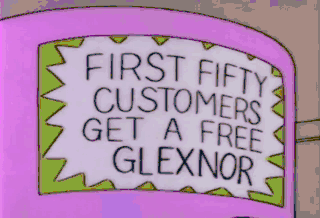 FIRST FIFTY
CUSTOMERS
GET A FREE
GLEXNOR